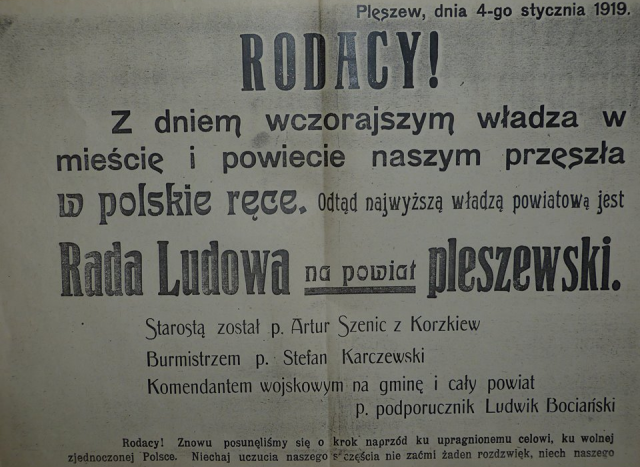 Plęszew, dnia 4-go stycznia 1919.
RODACY!
Z dniem wczorajszym władza w
mieście i powiecie naszym przęszła
w polskie ręce. Odtąd najwyższą władzą powiatową jest
Rada Ludowa na powiat pleszewski.
Starostą został p. Artur Szenic z Korzkiew
Burmistrzem p. Stefan Karczewski
Komendantem wojskowym na gminę i cały powiat
p. podporucznik Ludwik Bociański
Rodacy! Znowu posunęliśmy się o krok naprzód ku upragnionemu celowi, ku wolnej
zjednoczonej Polsce. Niechaj uczucia naszego szczęścia nie zaćmi żaden rozdźwięk, niech naszego